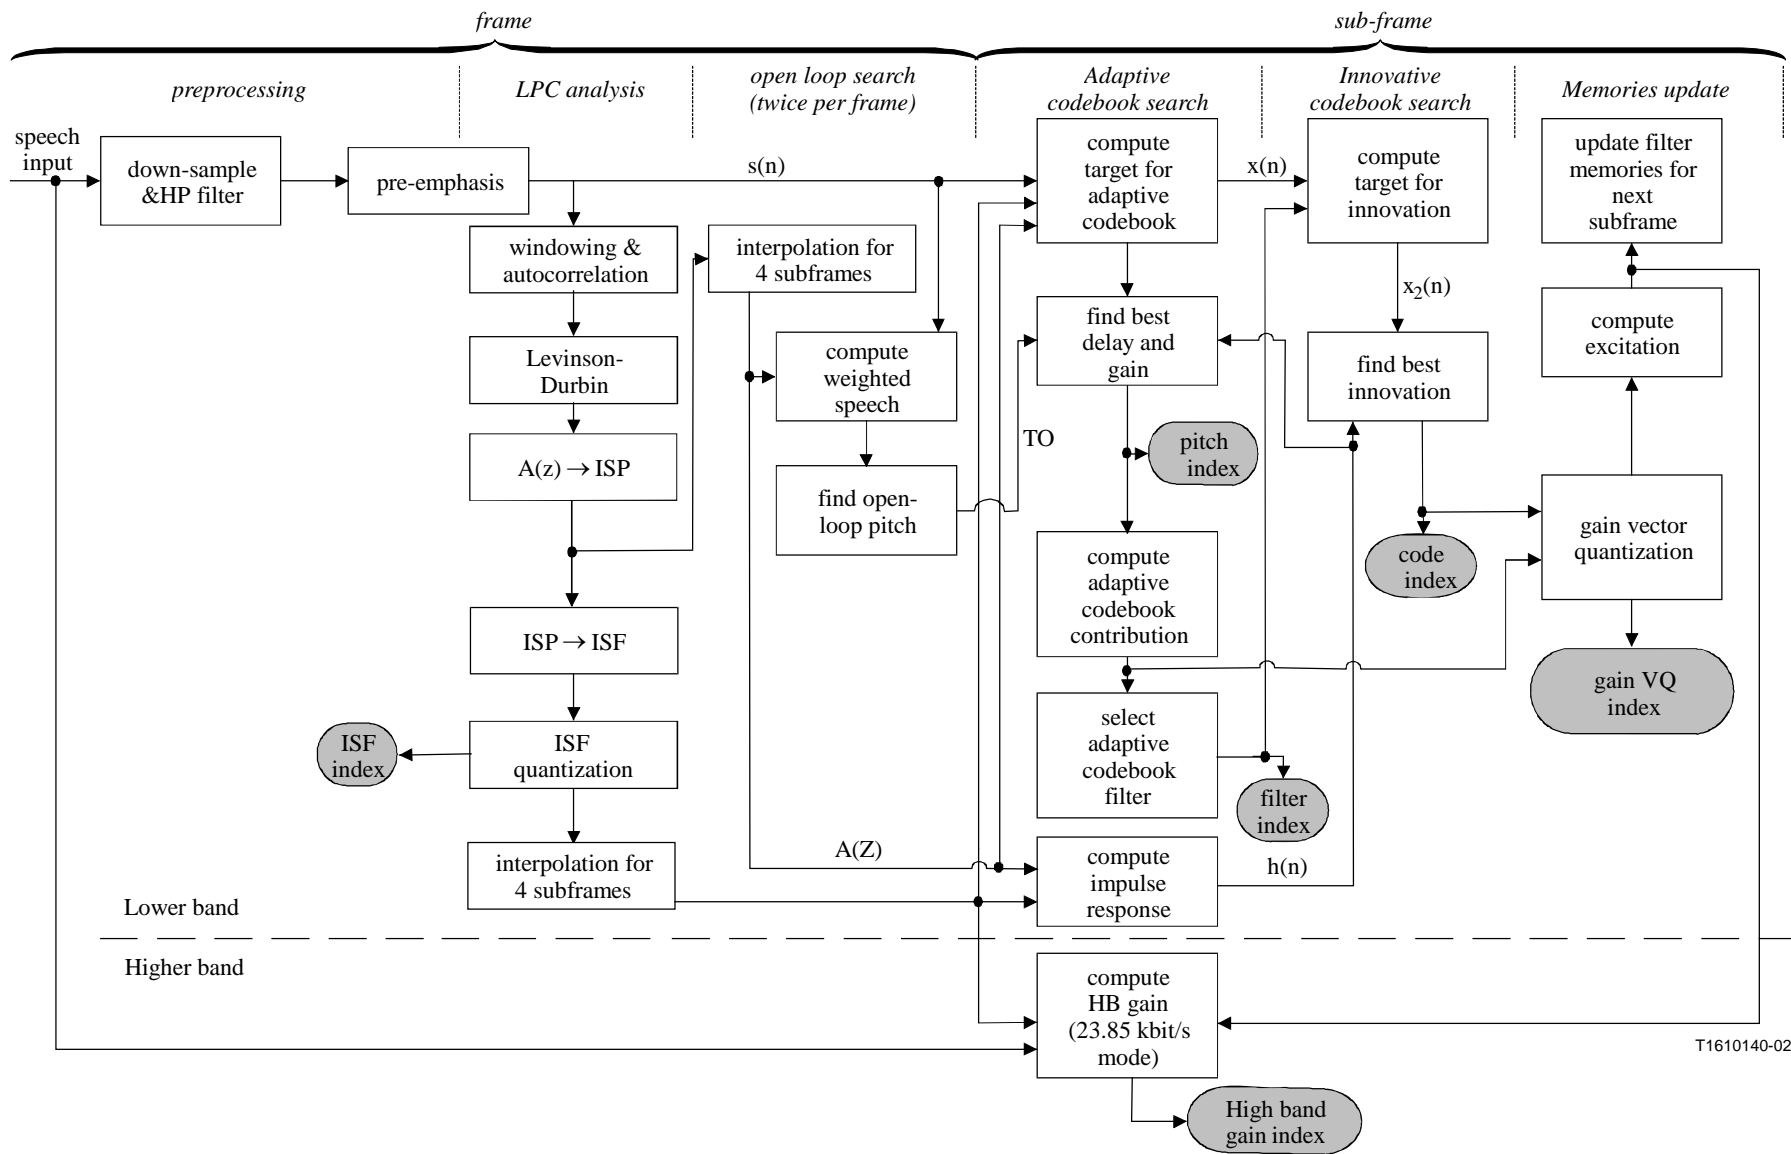 frame
sub-frame
preprocessing
LPC analysis
open loop search
(twice per frame)
Adaptive
codebook search
Innovative
codebook search
Memories update
speech
input
down-sample
&HP filter
pre-emphasis
s(n)
compute
target for
adaptive
codebook
x(n)
compute
target for
innovation
update filter
memories for
next
subframe
windowing &
autocorrelation
interpolation for
4 subframes
x2(n)
find best
delay and
gain
compute
excitation
Levinson-
Durbin
compute
weighted
speech
find best
innovation
TO
pitch
index
A(z) → ISP
find open-
loop pitch
gain vector
quantization
code
index
compute
adaptive
codebook
contribution
ISP → ISF
gain VQ
index
ISF
index
ISF
quantization
select
adaptive
codebook
filter
filter
index
A(Z)
interpolation for
4 subframes
compute
impulse
response
h(n)
Lower band
Higher band
compute
HB gain
(23.85 kbit/s
mode)
T1610140-02
High band
gain index